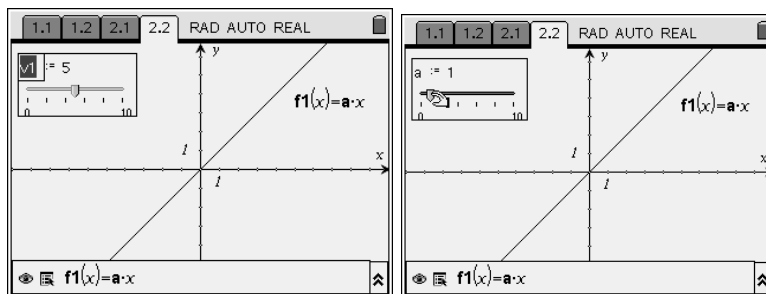 1.1 1.2 2.1 2.2 RAD AUTO REAL
y
v1 := 5
0 10
f1(x)=a·x
1
x
1
f1(x)=a·x
1.1 1.2 2.1 2.2 RAD AUTO REAL
y
a := 1
0 10
f1(x)=a·x
1
x
1
f1(x)=a·x